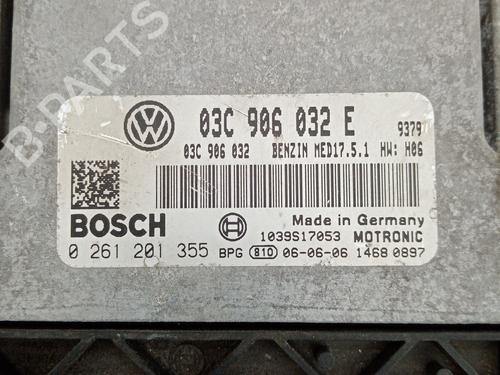 B-PARTS
03C 906 032 E 9379
03C 906 032 BENZIN MED17.5.1 HW: H06
BOSCH
Made in Germany
1039S17053 MOTRONIC
0 261 201 355 BPG 810 06-06-06 1468 0897